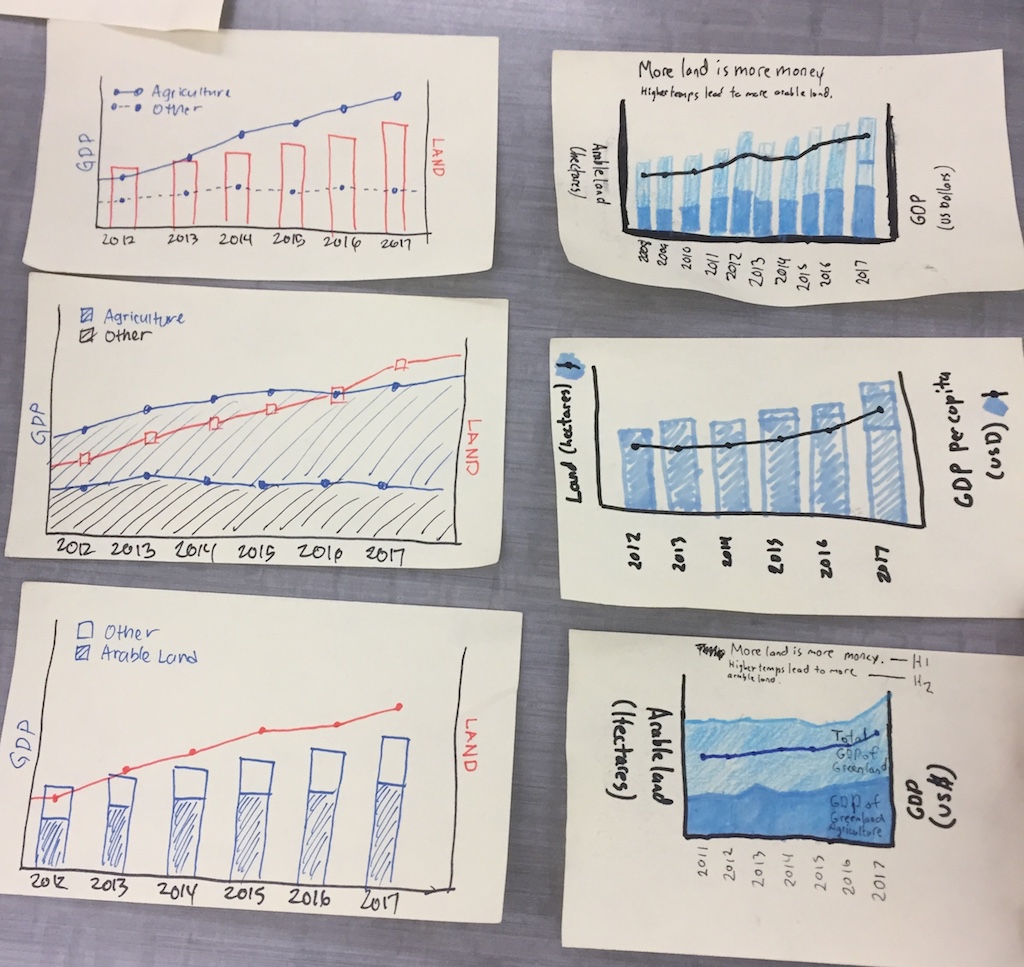 Agriculture
Other
GDP
LAND
2012 2013 2014 2015 2016 2017
Agriculture
Other
GDP
LAND
2012 2013 2014 2015 2016 2017
Other
Arable Land
GDP
LAND
2012 2013 2014 2015 2016 2017
More land is more money
Higher temps lead to more arable land.
Arable land
(hectares)
GDP
(US Dollars)
2008 2009 2010 2011 2012 2013 2014 2015 2016 2017
Land (hectares)
GDP per capita
(USD)
2012 2013 2014 2015 2016 2017
More land is more money. — H1
Higher temps lead to more
arable land. — H2
Arable land
(Hectares)
Total
GDP of
Greenland
GDP of
Greenland
Agriculture
GDP
(US$)
2011 2012 2013 2014 2015 2016 2017